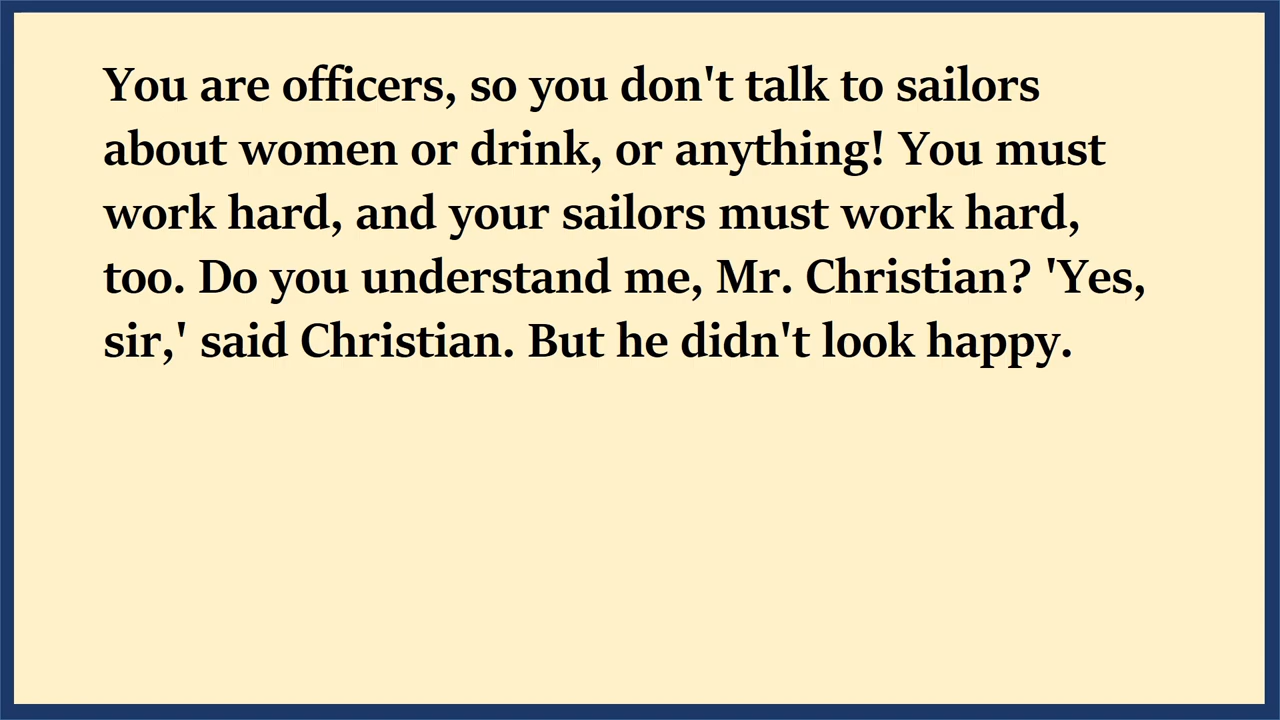 You are officers, so you don't talk to sailors
about women or drink, or anything! You must
work hard, and your sailors must work hard,
too. Do you understand me, Mr. Christian? 'Yes,
sir,' said Christian. But he didn't look happy.